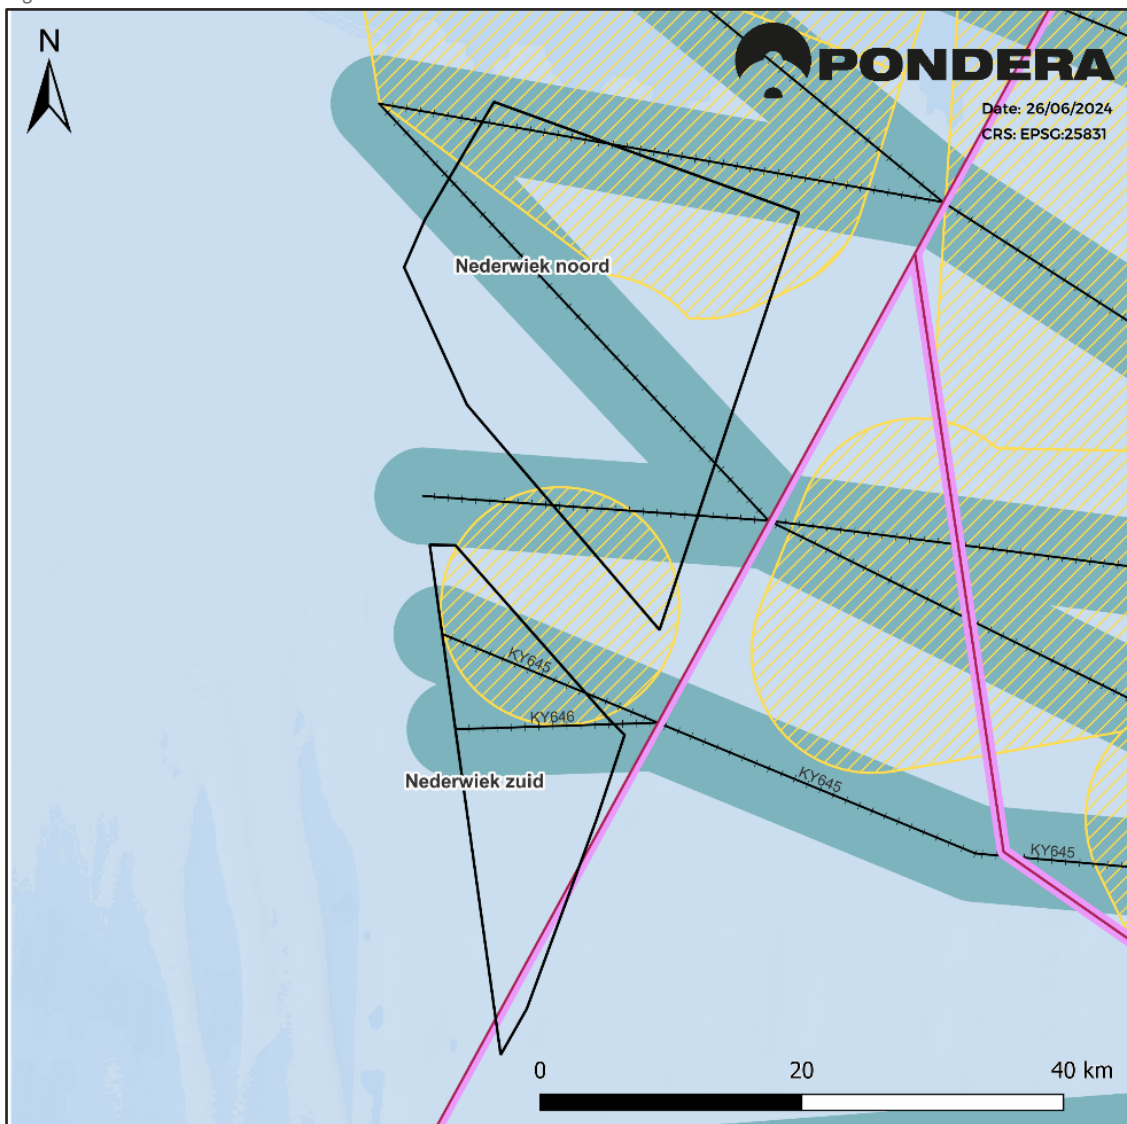 N
PONDERA
Date: 26/06/2024
CRS: EPSG:25831
Nederwiek noord
KY645
KY646
Nederwiek zuid
KY645
KY645
0 20 40 km